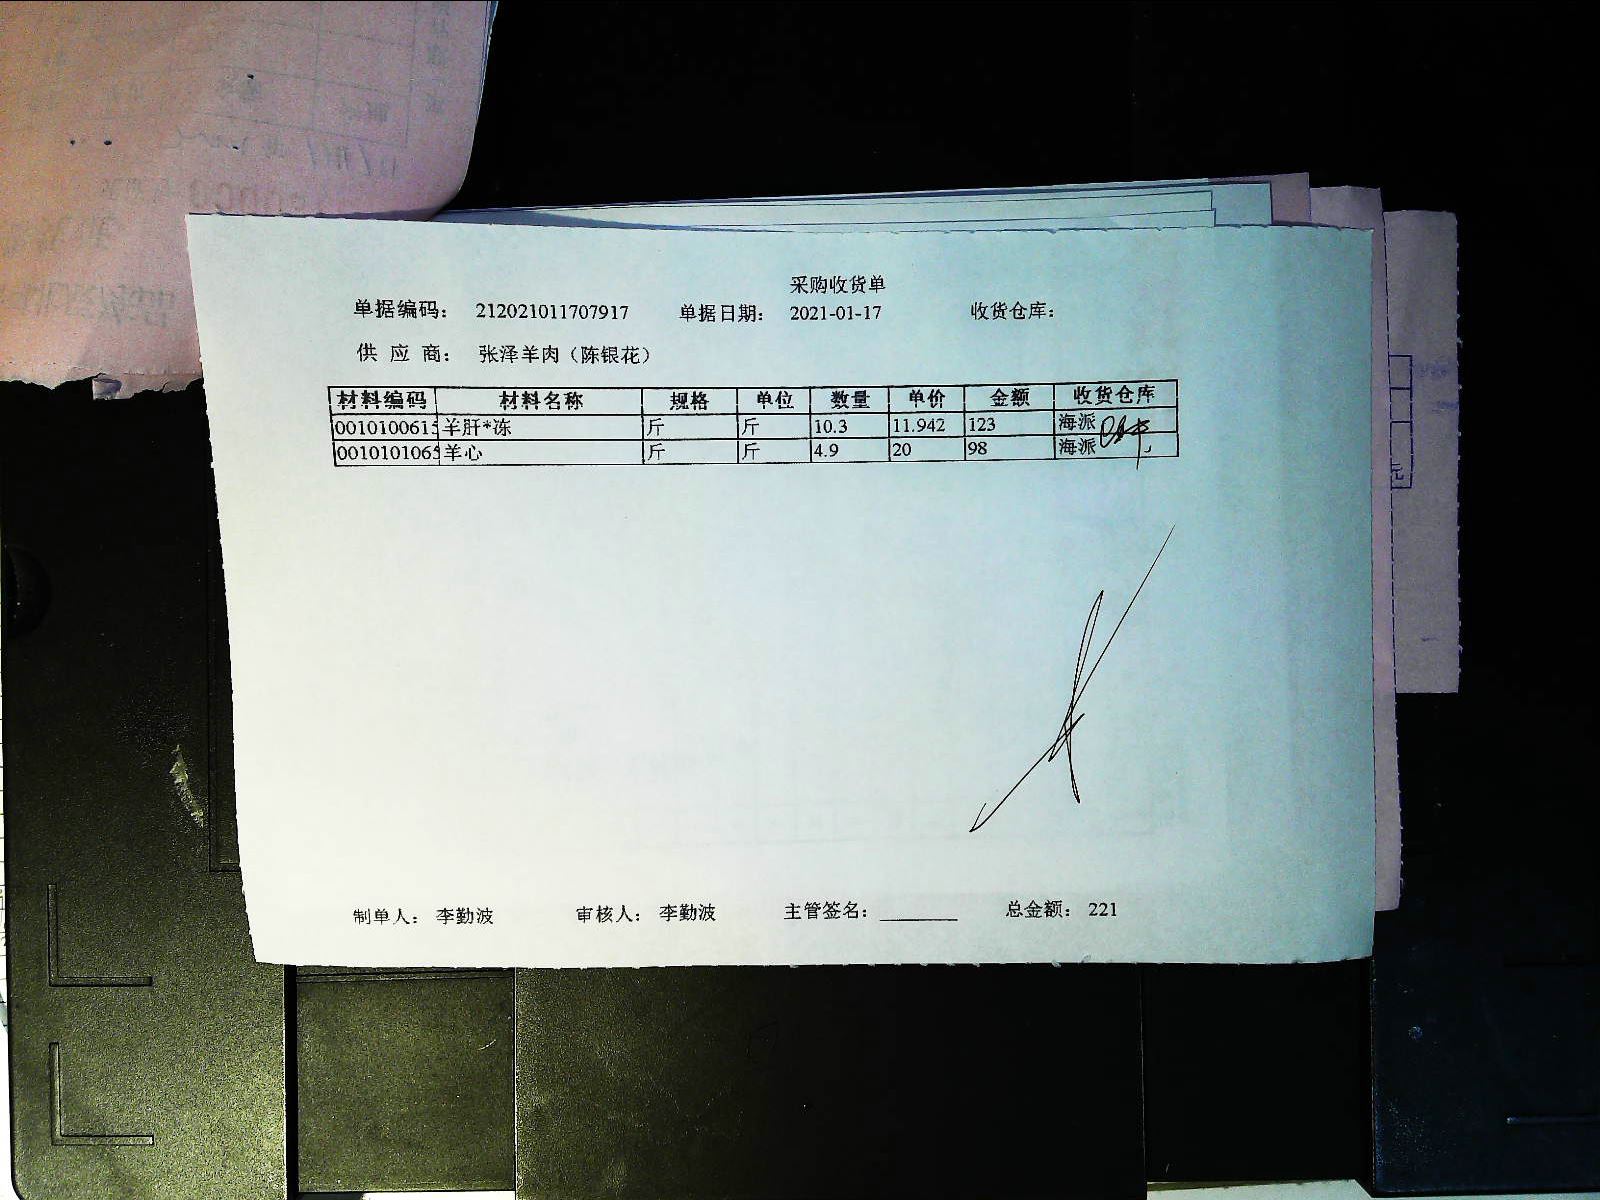 采购收货单
单据编码： 212021011707917 单据日期： 2021-01-17 收货仓库：
供 应 商： 张泽羊肉（陈银花）
材料编码 材料名称 规格 单位 数量 单价 金额 收货仓库
001010061 羊肝*冻 斤 斤 10.3 11.942 123 海派
001010106 羊心 斤 斤 4.9 20 98 海派
元
制单人： 李勤波 审核人： 李勤波 主管签名： 总金额： 221